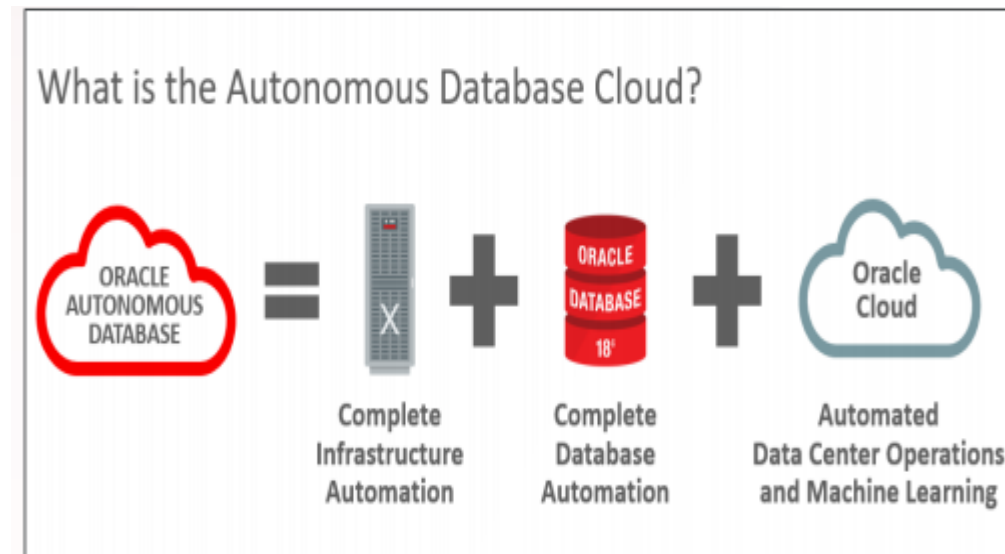 What is the Autonomous Database Cloud?
ORACLE
AUTONOMOUS
DATABASE
X
ORACLE
DATABASE
18c
Oracle
Cloud
Complete
Infrastructure
Automation
Complete
Database
Automation
Automated
Data Center Operations
and Machine Learning